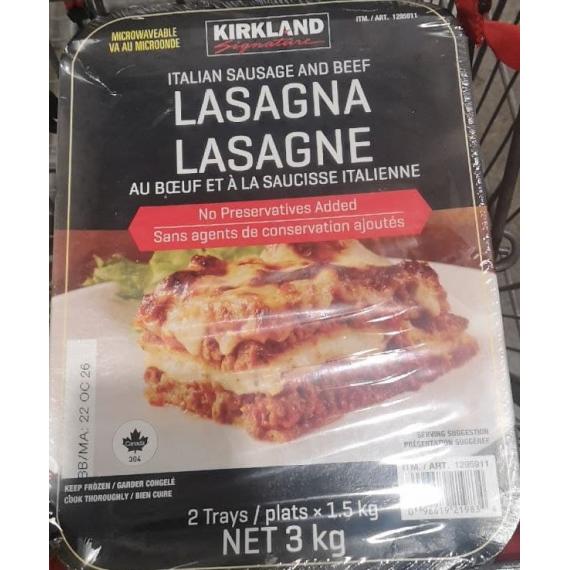 MICROWAVEABLE
VA AU MICROONDE
KIRKLAND
Signature
ITM. / ART. 1295911
ITALIAN SAUSAGE AND BEEF
LASAGNA
LASAGNE
AU BŒUF ET À LA SAUCISSE ITALIENNE
No Preservatives Added
Sans agents de conservation ajoutés
BB/MA: 22 OC 26
Canada
304
SERVING SUGGESTION
PRÉSENTATION SUGGÉRÉE
KEEP FROZEN / GARDER CONGELÉ
COOK THOROUGHLY / BIEN CUIRE
ITM. / ART. 1295911
2 Trays / plats × 1.5 kg
NET 3 kg